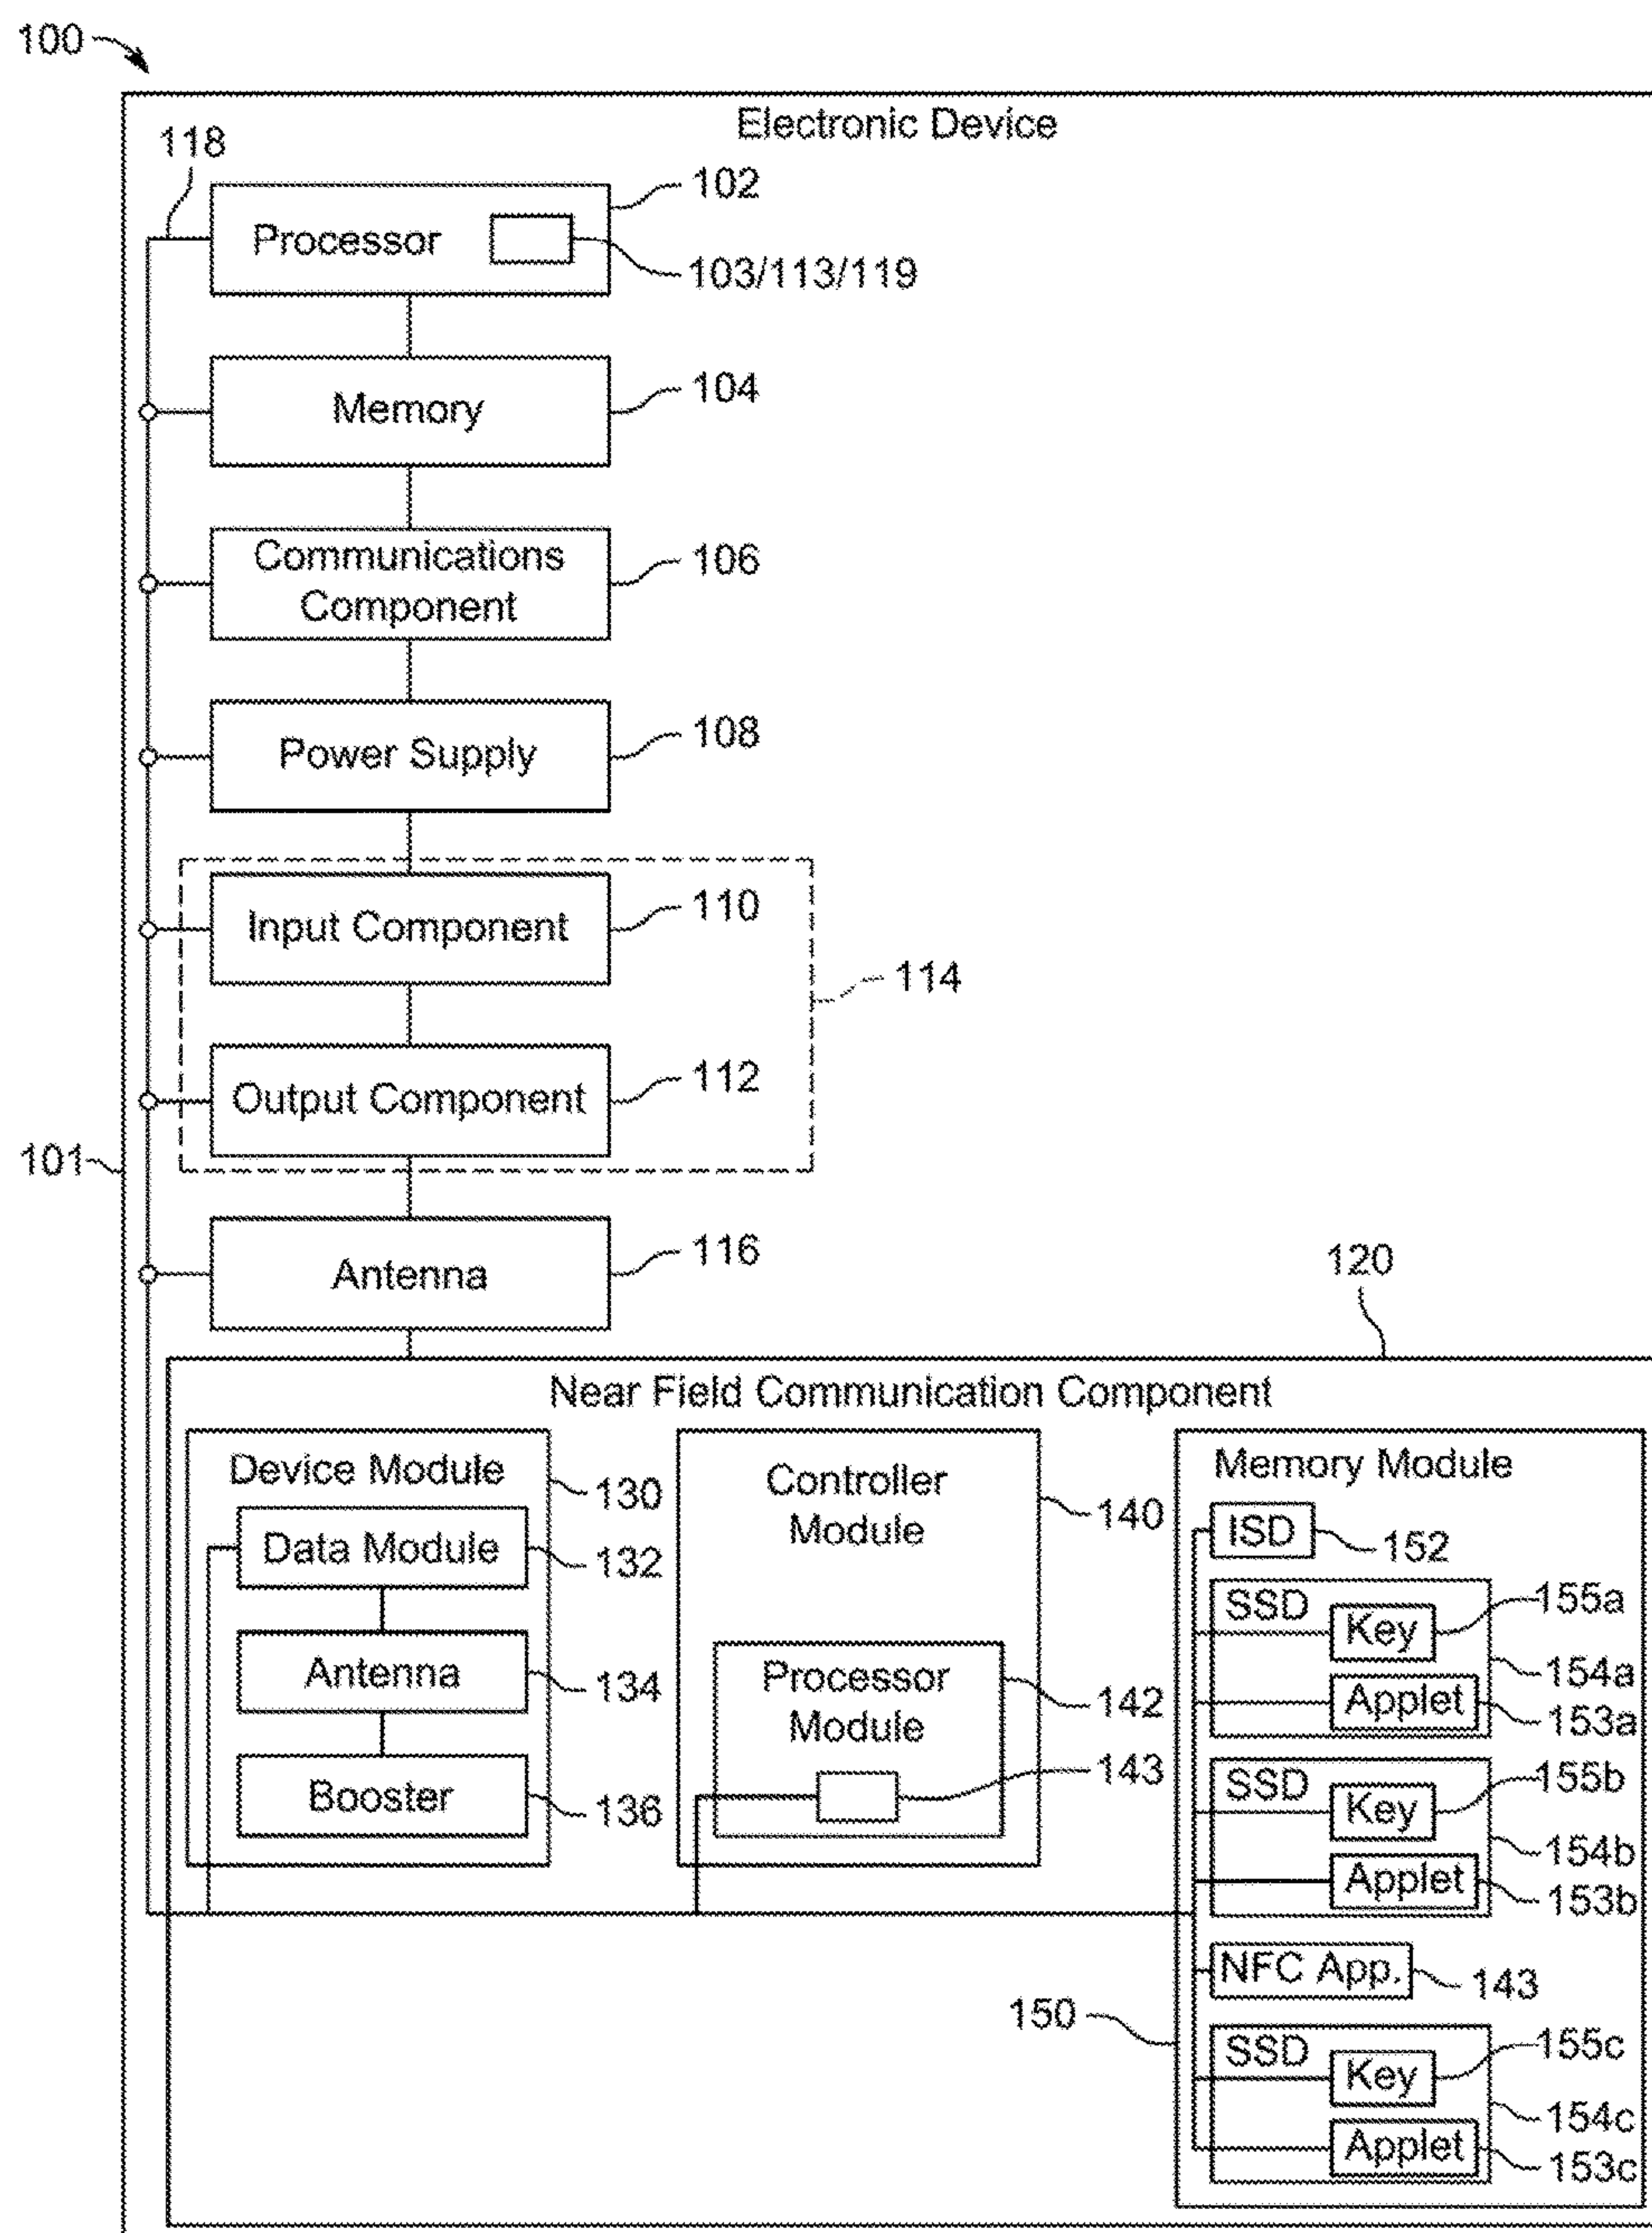 100
Electronic Device
118
102
Processor
103/113/119
104
Memory
106
Communications
Component
108
Power Supply
110
Input Component
114
112
Output Component
101
116
Antenna
120
Near Field Communication Component
Device Module
130
Data Module
132
Antenna
134
Booster
136
Controller
Module
140
Processor
Module
142
143
Memory Module
ISD
152
SSD
Key
155a
154a
Applet
153a
SSD
Key
155b
154b
Applet
153b
NFC App.
143
150
SSD
Key
155c
154c
Applet
153c